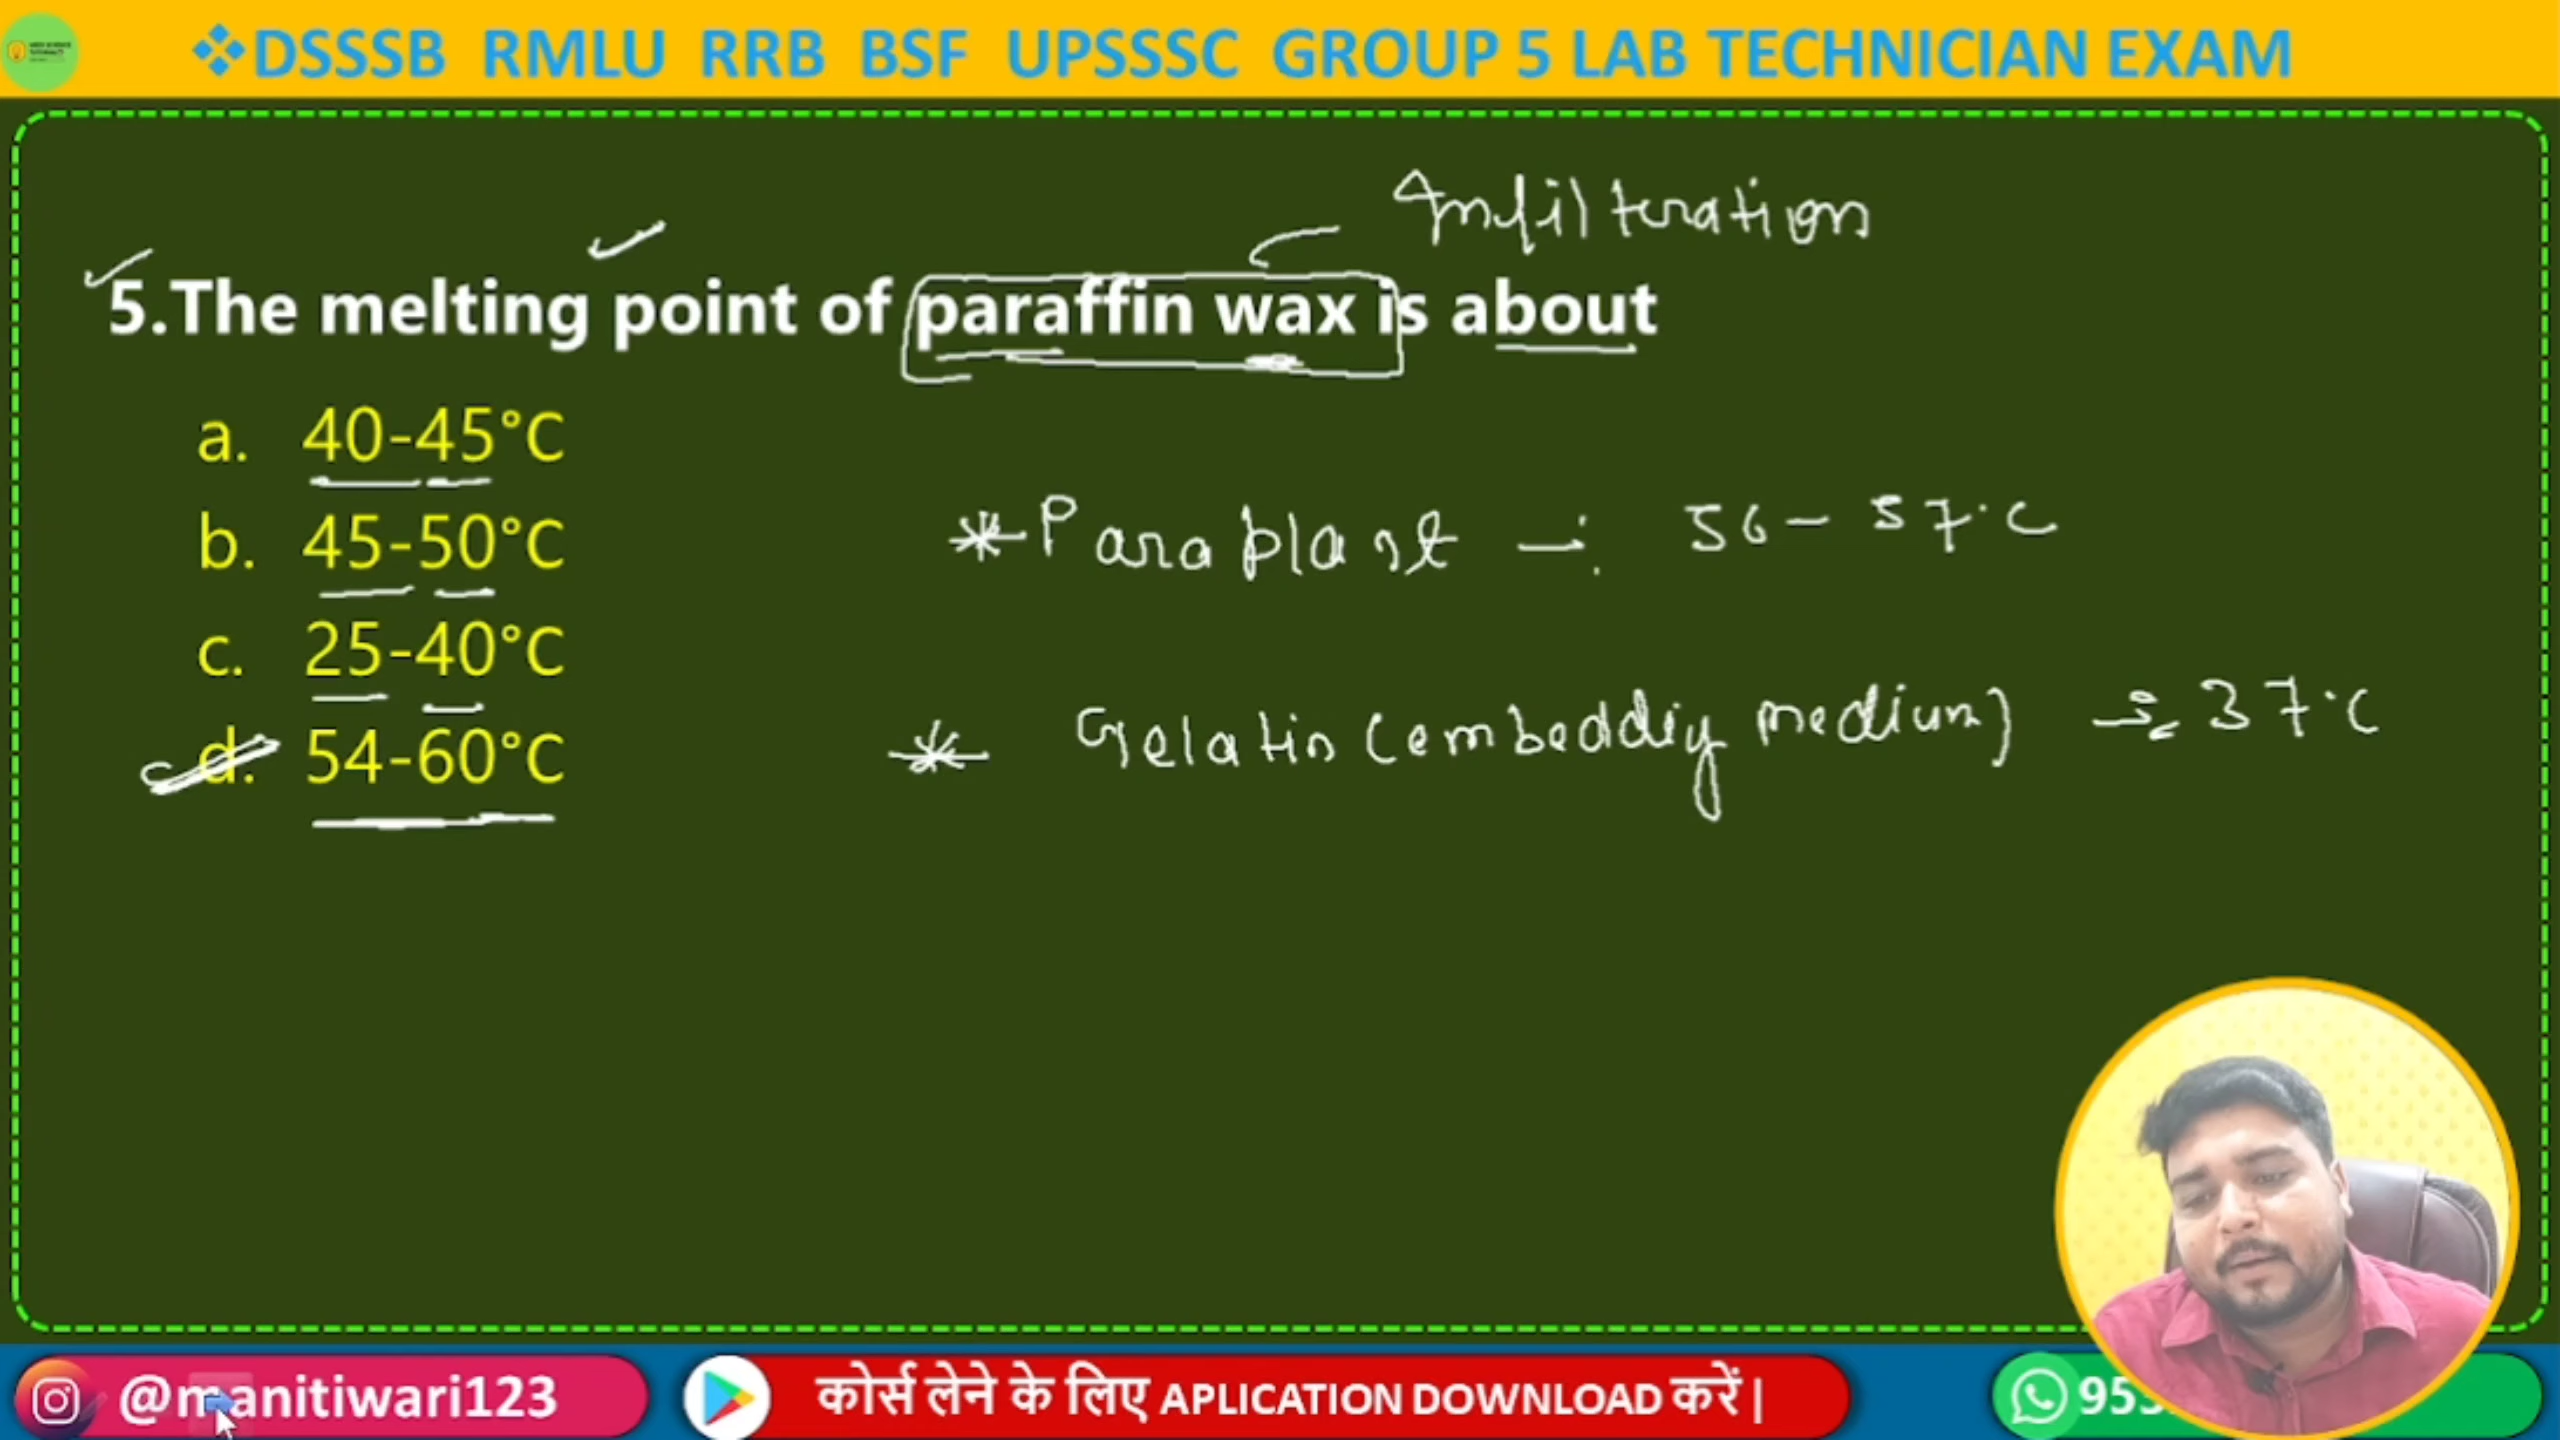 ❖DSSSB RMLU RRB BSF UPSSSC GROUP 5 LAB TECHNICIAN EXAM
Infilteration
5.The melting point of paraffin wax is about
a. 40-45°C
b. 45-50°C
* Paraplast -: 56 - 57°C
c. 25-40°C
* Gelatin (embedding medium) 37°C
d. 54-60°C
@manitiwari123
कोर्स लेने के लिए APLICATION DOWNLOAD करें |